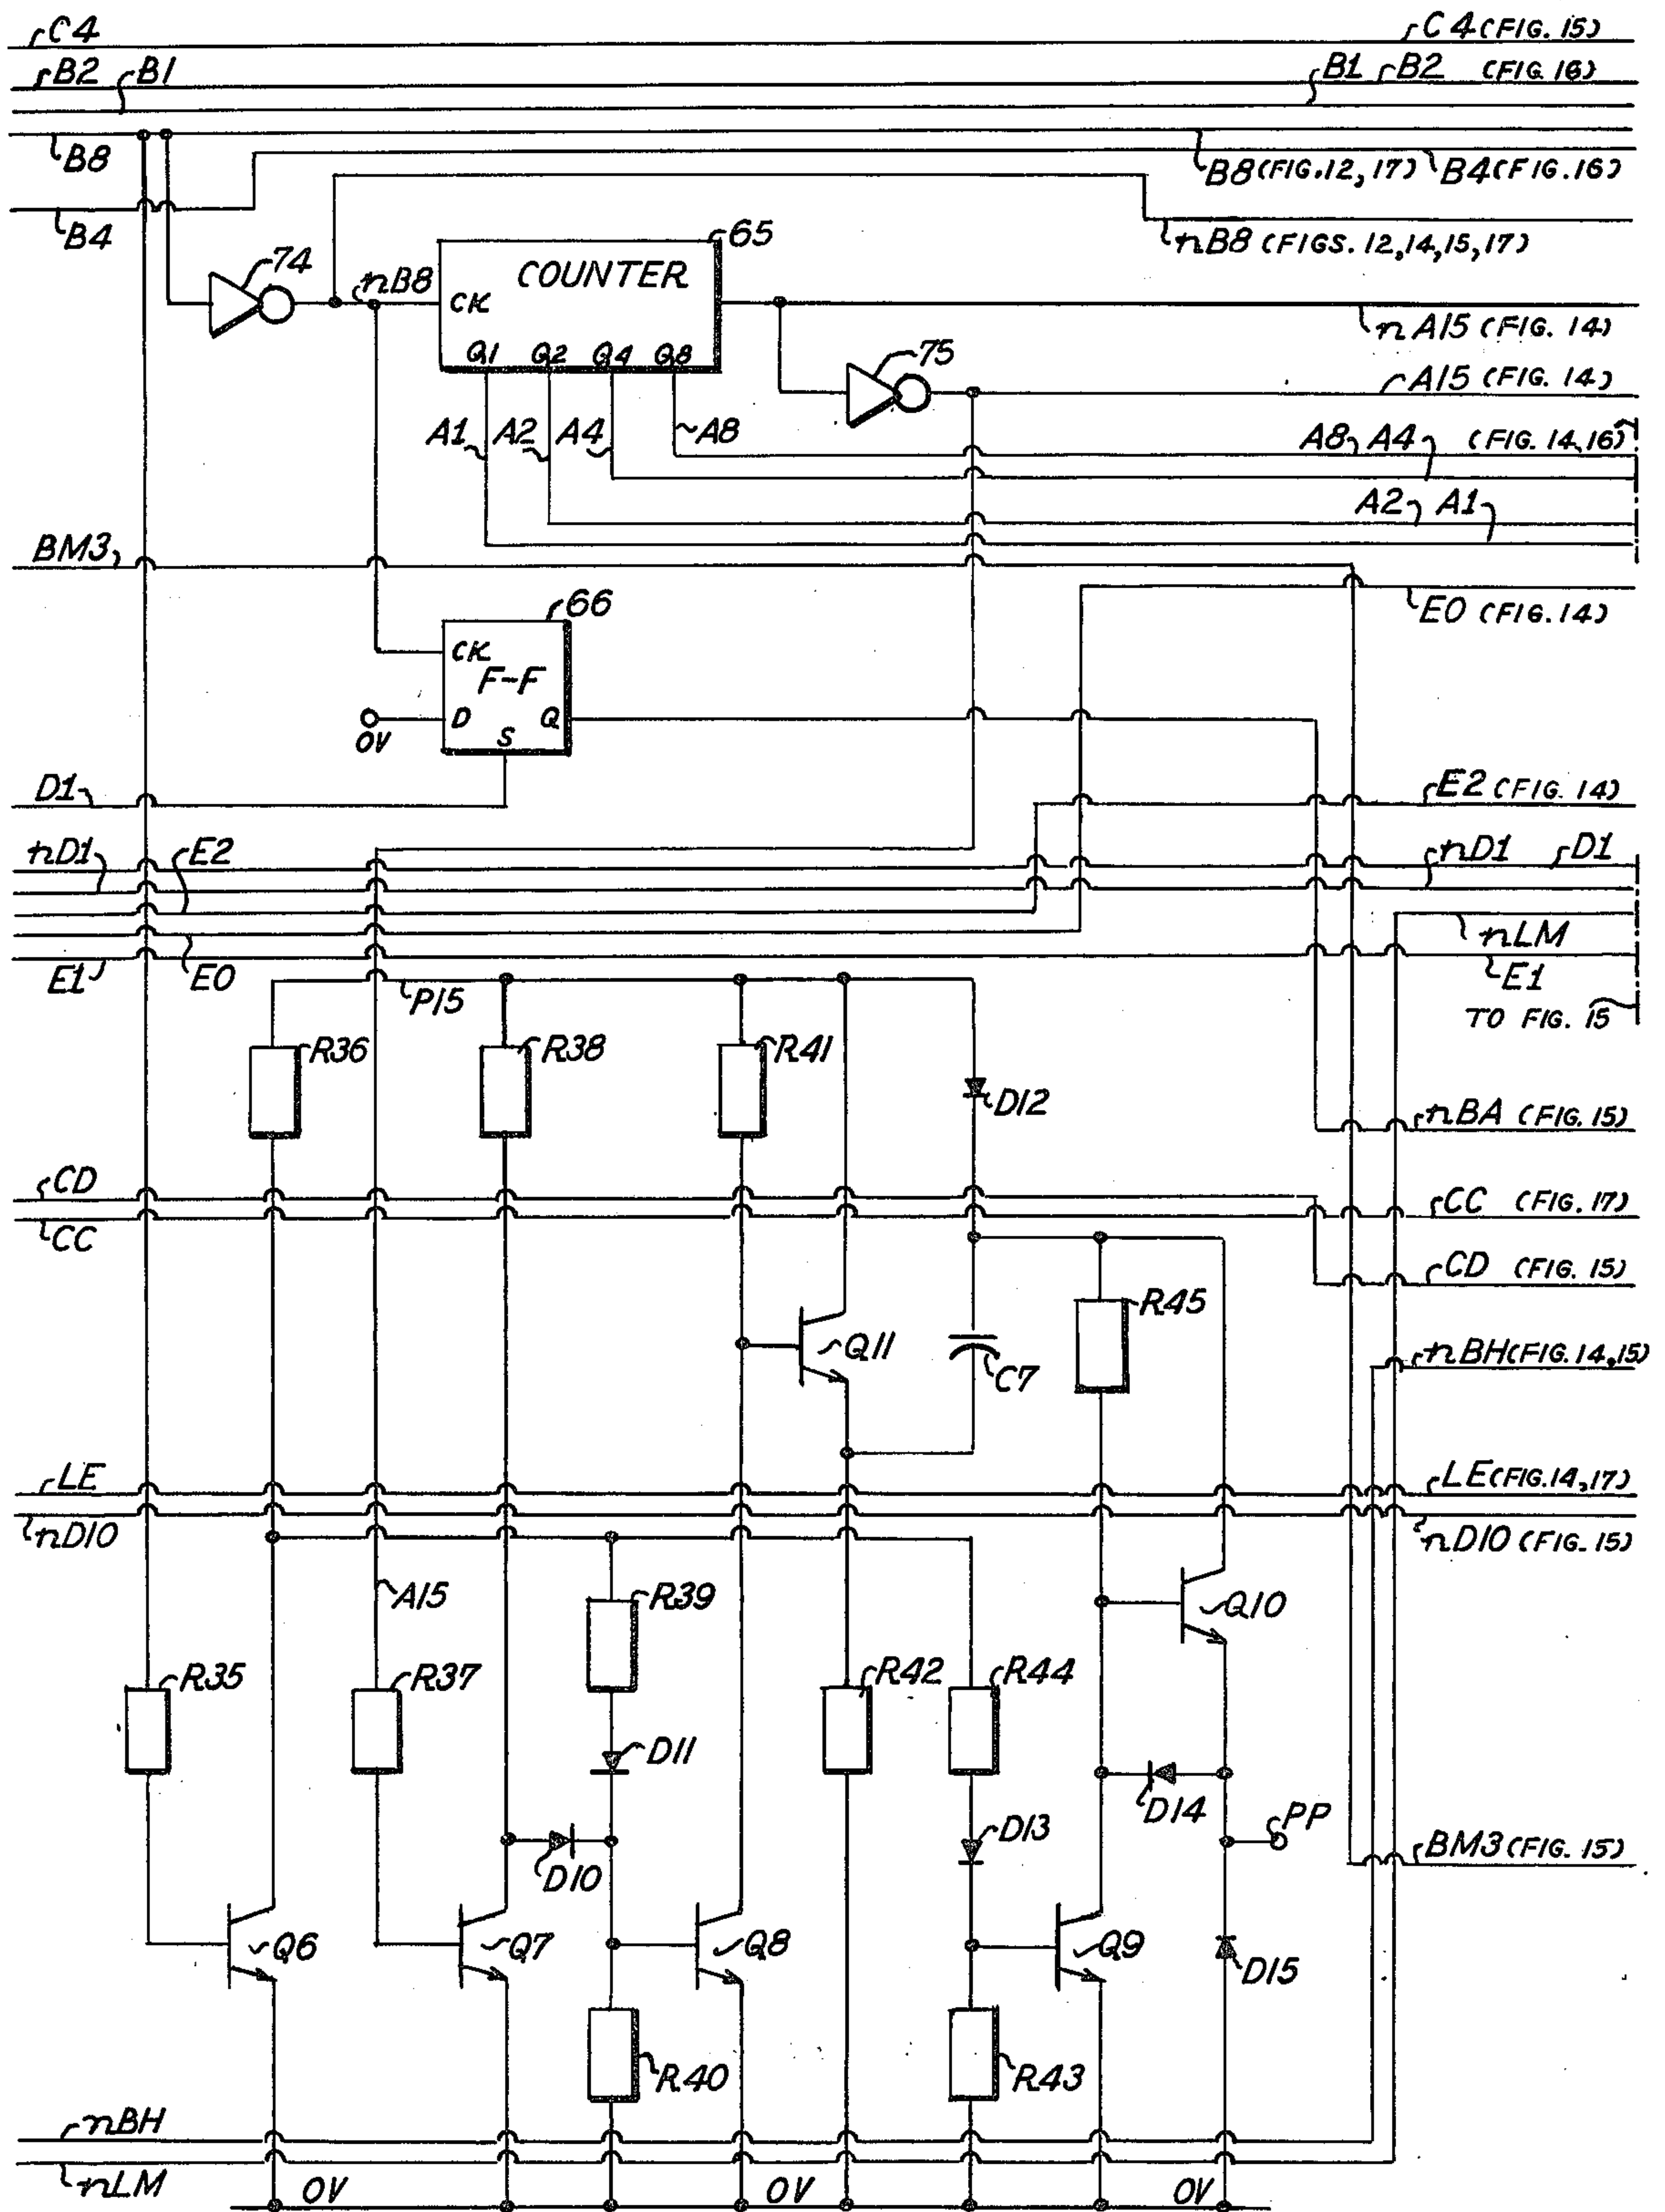 C4 C4 (FIG. 15)
B2 B1 B1 B2 (FIG. 16)
B8 B8 (FIG. 12, 17) B4 (FIG. 16)
B4 nB8 (FIGS. 12, 14, 15, 17)
65
74 nB8 COUNTER
CK
nA15 (FIG. 14)
Q1 Q2 Q4 Q8
75
A15 (FIG. 14)
A1 A2 A4 A8 A8 A4 (FIG. 14, 16)
A2 A1
BM3
66 E0 (FIG. 14)
CK
F-F
D Q
0V S
D1 E2 (FIG. 14)
nD1 E2 nD1 D1
nLM
E1 E0 P15 E1
TO FIG. 15
R36 R38 R41
D12
nBA (FIG. 15)
CD CC (FIG. 17)
CC
CD (FIG. 15)
R45
Q11 C7 nBH (FIG. 14, 15)
LE LE (FIG. 14, 17)
nD10 nD10 (FIG. 15)
A15 R39 Q10
R35 R37 R42 R44
D11
D14 PP
D13 BM3 (FIG. 15)
D10
Q6 Q7 Q8 Q9 D15
R40 R43
nBH
nLM 0V 0V 0V